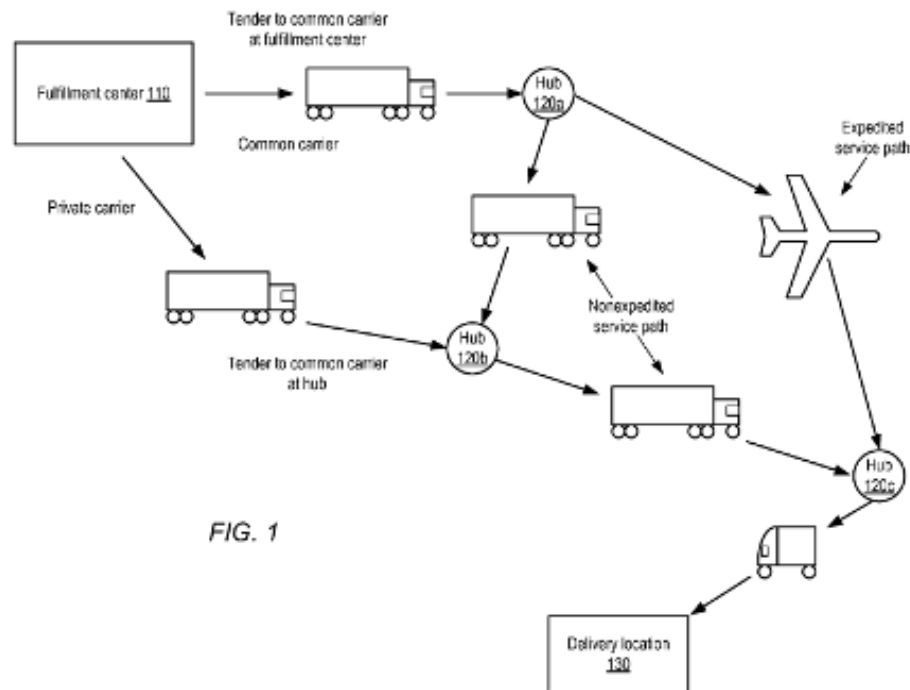 Tender to common carrier
at fulfillment center
Fulfillment center 110
Hub
120a
Common carrier
Expedited
service path
Private carrier
Nonexpedited
service path
Hub
120b
Tender to common carrier
at hub
Hub
120c
FIG. 1
Delivery location
130